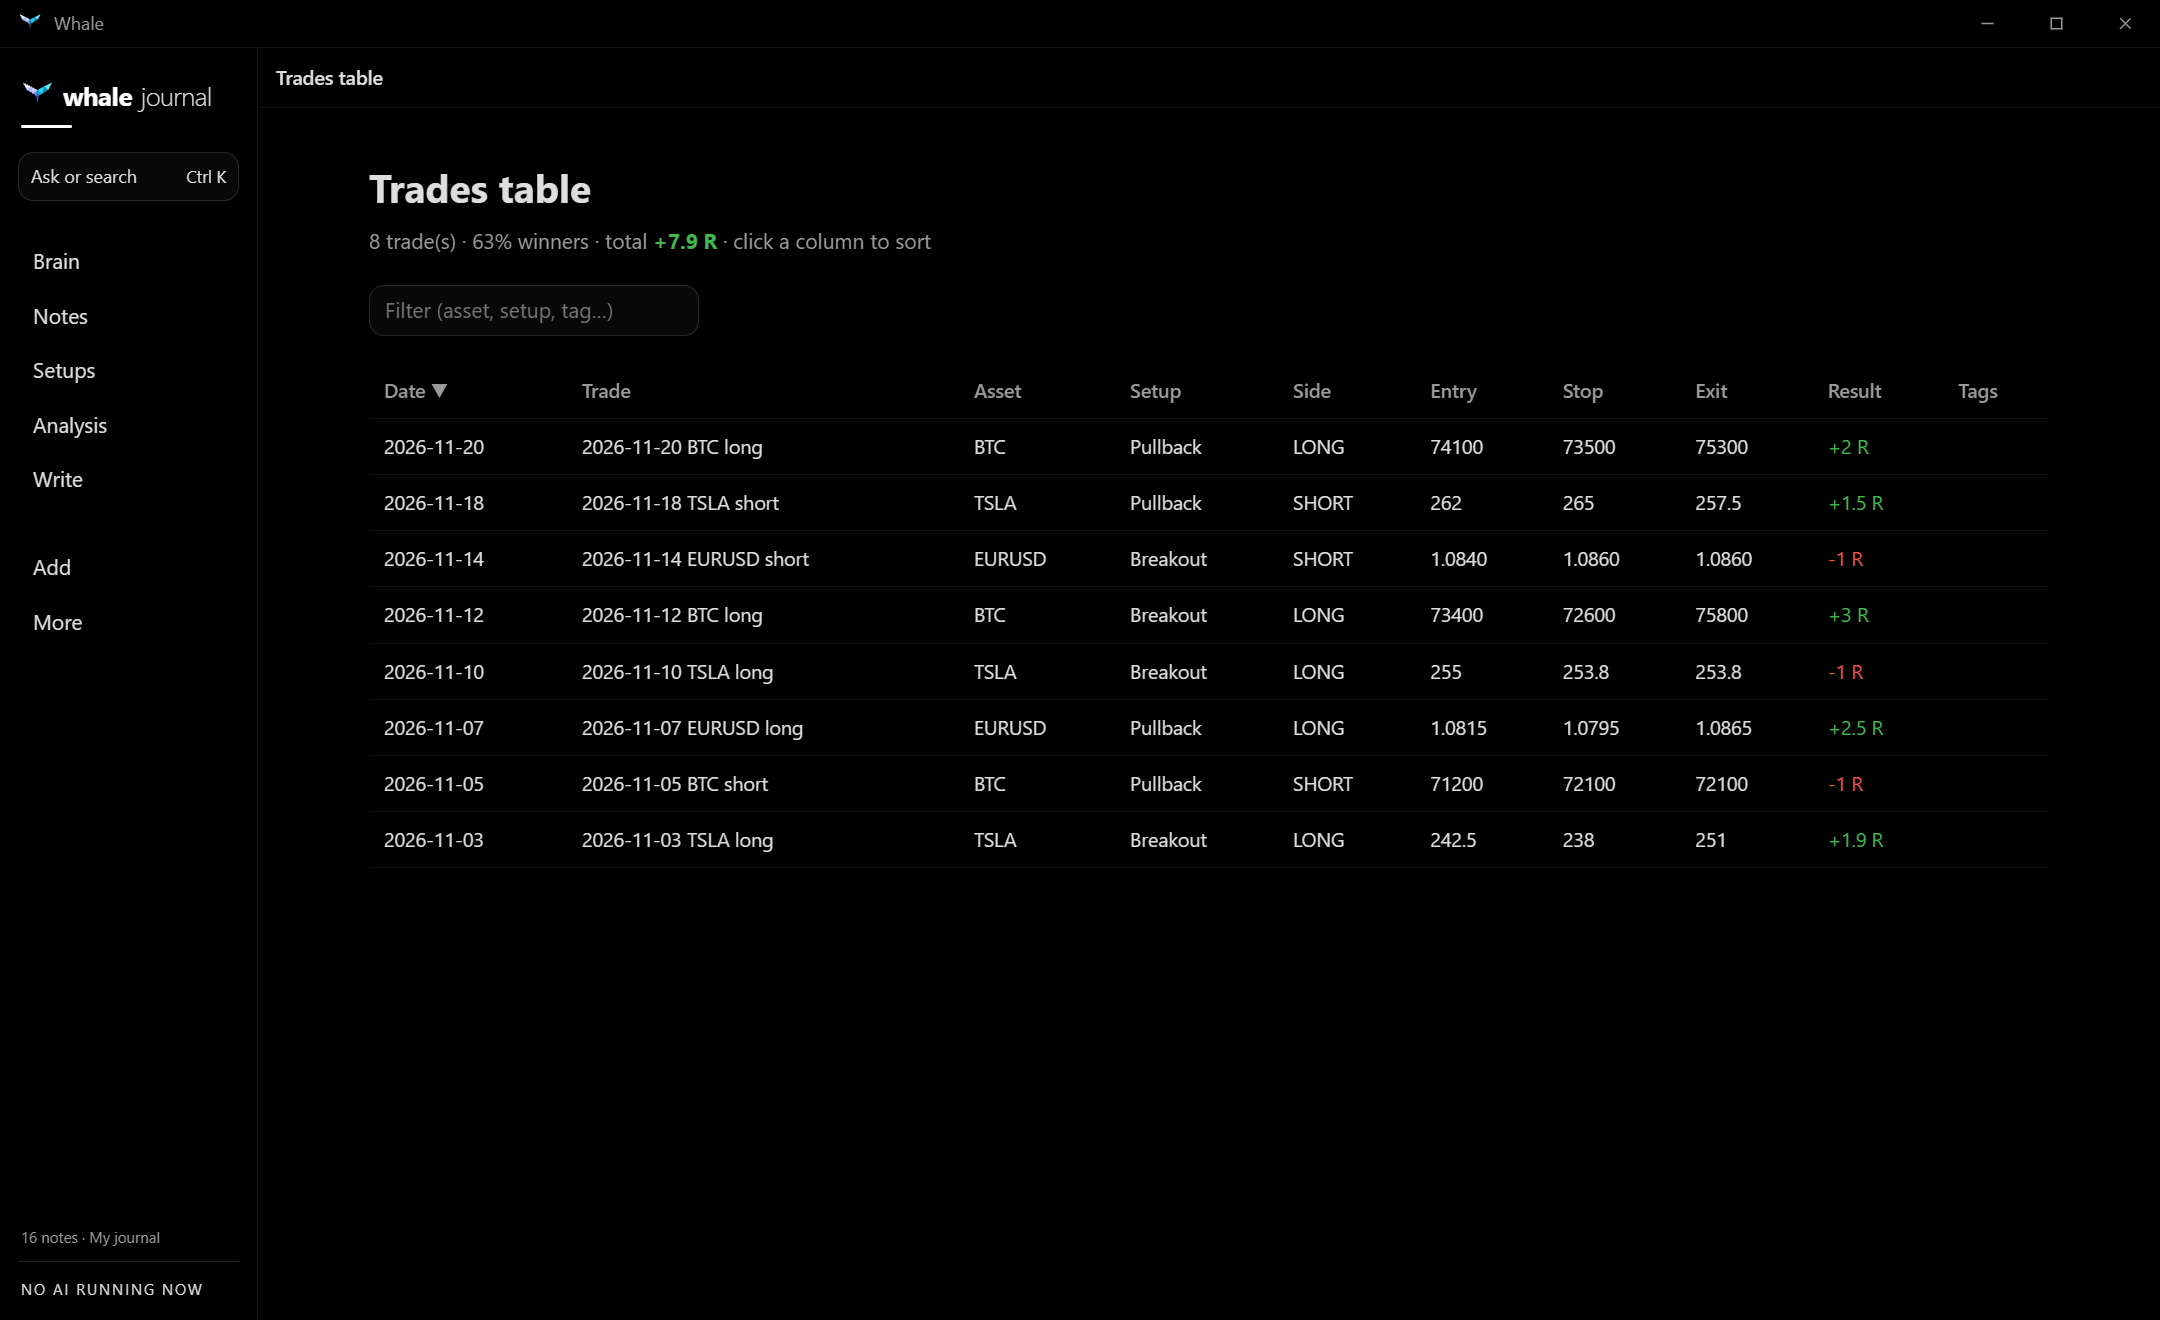 Whale
whale journal
Ask or search Ctrl K
Brain
Notes
Setups
Analysis
Write
Add
More
16 notes · My journal
NO AI RUNNING NOW
Trades table
Trades table
8 trade(s) · 63% winners · total +7.9 R · click a column to sort
Filter (asset, setup, tag...)
Date ▼ Trade Asset Setup Side Entry Stop Exit Result Tags
2026-11-20 2026-11-20 BTC long BTC Pullback LONG 74100 73500 75300 +2 R
2026-11-18 2026-11-18 TSLA short TSLA Pullback SHORT 262 265 257.5 +1.5 R
2026-11-14 2026-11-14 EURUSD short EURUSD Breakout SHORT 1.0840 1.0860 1.0860 -1 R
2026-11-12 2026-11-12 BTC long BTC Breakout LONG 73400 72600 75800 +3 R
2026-11-10 2026-11-10 TSLA long TSLA Breakout LONG 255 253.8 253.8 -1 R
2026-11-07 2026-11-07 EURUSD long EURUSD Pullback LONG 1.0815 1.0795 1.0865 +2.5 R
2026-11-05 2026-11-05 BTC short BTC Pullback SHORT 71200 72100 72100 -1 R
2026-11-03 2026-11-03 TSLA long TSLA Breakout LONG 242.5 238 251 +1.9 R